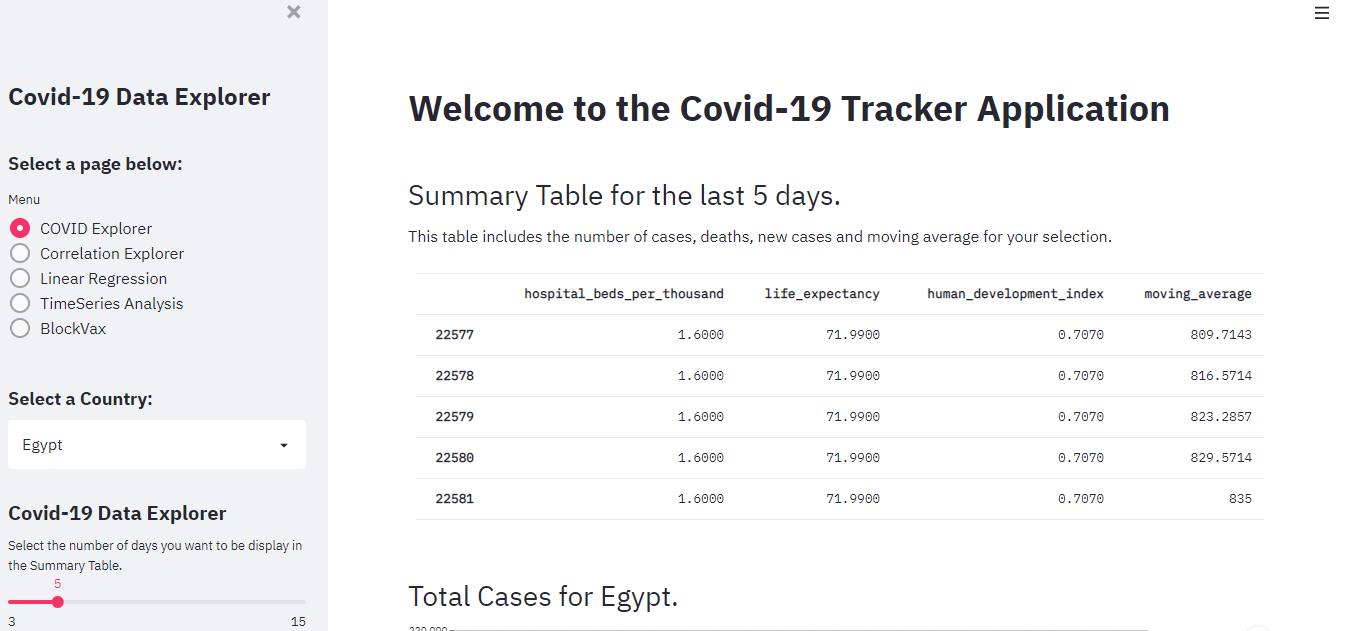 Covid-19 Data Explorer
Select a page below:
Menu
COVID Explorer
Correlation Explorer
Linear Regression
TimeSeries Analysis
BlockVax
Select a Country:
Egypt
Covid-19 Data Explorer
Select the number of days you want to be display in
the Summary Table.
5
3 15
Welcome to the Covid-19 Tracker Application
Summary Table for the last 5 days.
This table includes the number of cases, deaths, new cases and moving average for your selection.
hospital_beds_per_thousand life_expectancy human_development_index moving_average
22577 1.6000 71.9900 0.7070 809.7143
22578 1.6000 71.9900 0.7070 816.5714
22579 1.6000 71.9900 0.7070 823.2857
22580 1.6000 71.9900 0.7070 829.5714
22581 1.6000 71.9900 0.7070 835
Total Cases for Egypt.